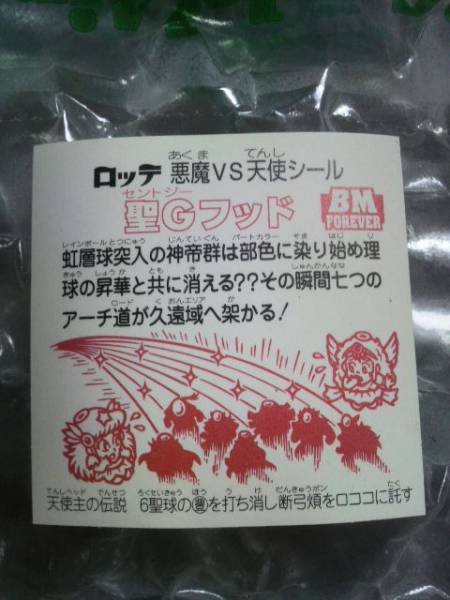 ロッテ 悪魔VS天使シール
聖Gフッド
BM
FOREVER
虹層球突入の神帝群は部色に染り始め理
球の昇華と共に消える??その瞬間七つの
アーチ道が久遠域へ架かる!
天使主の伝説 6聖球の を打ち消し断弓煩をロココに託す